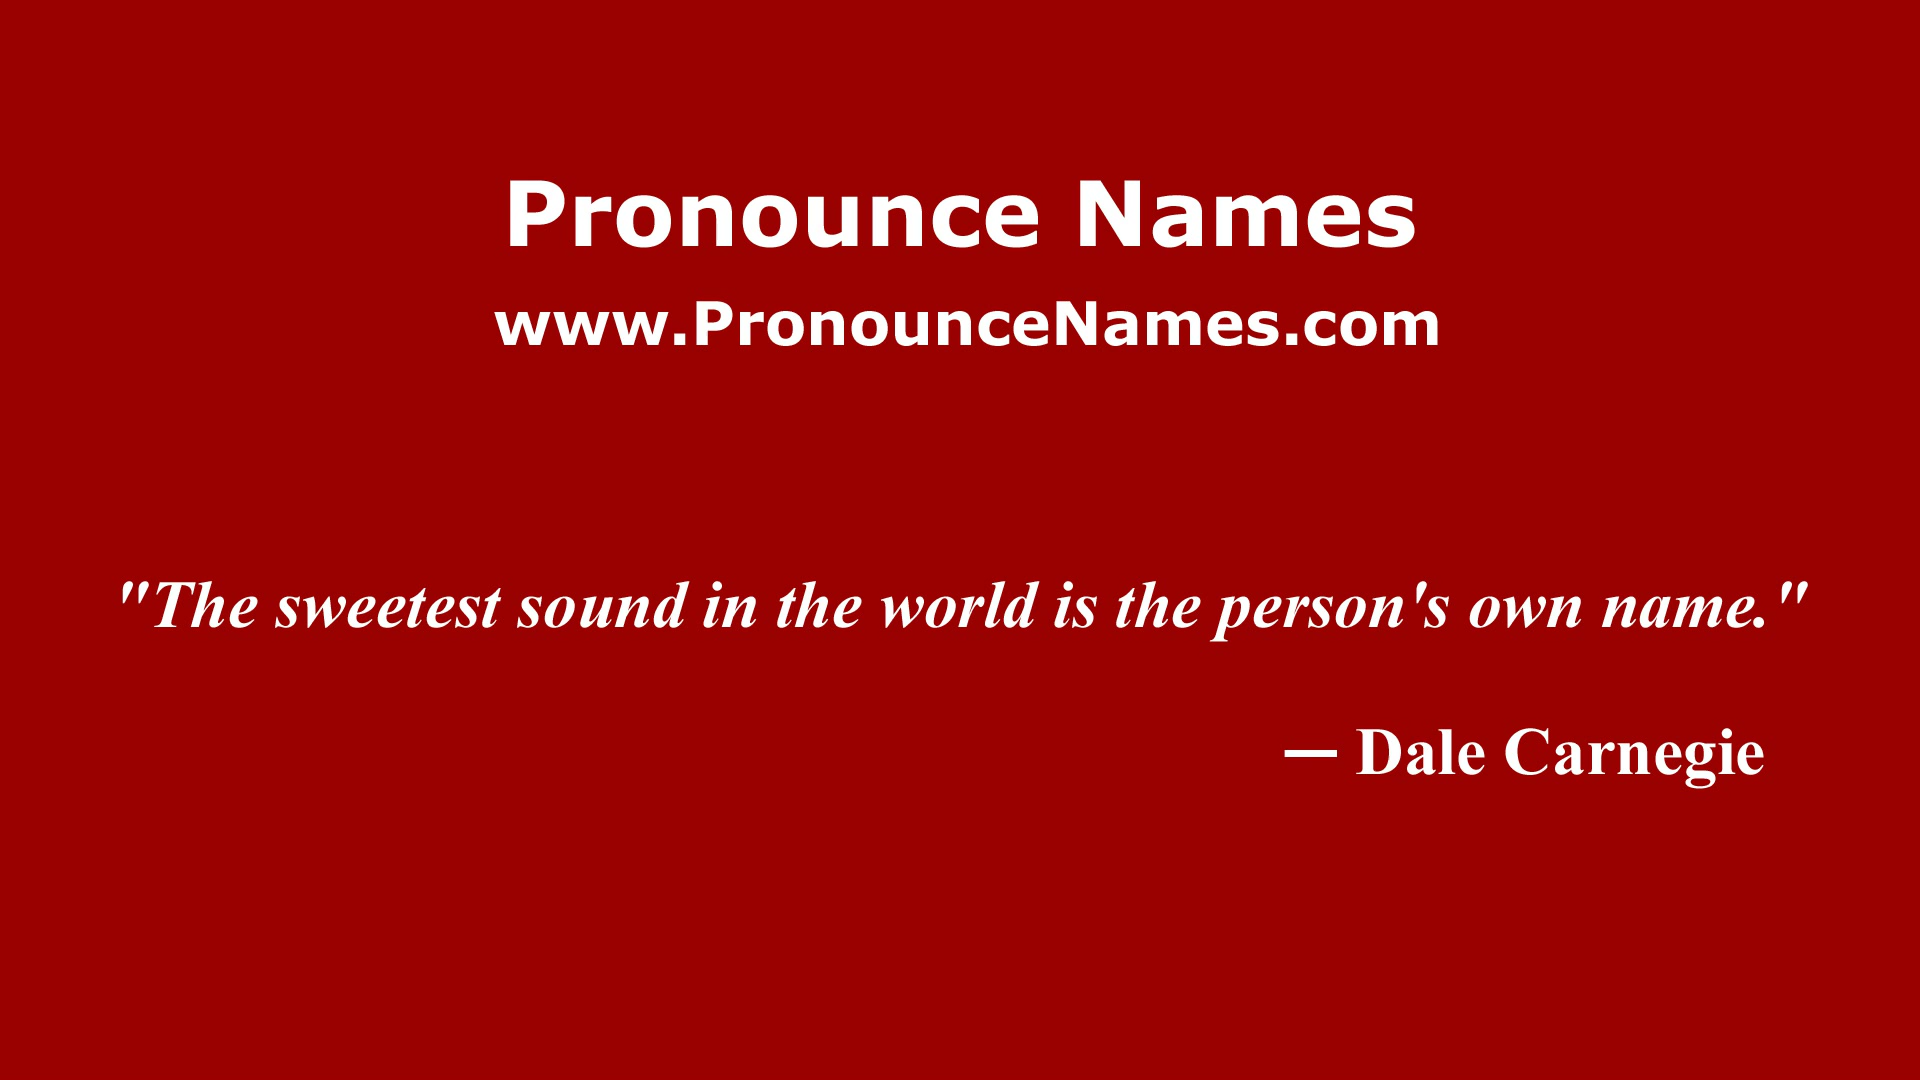 Pronounce Names
www.PronounceNames.com
"The sweetest sound in the world is the person's own name."
— Dale Carnegie